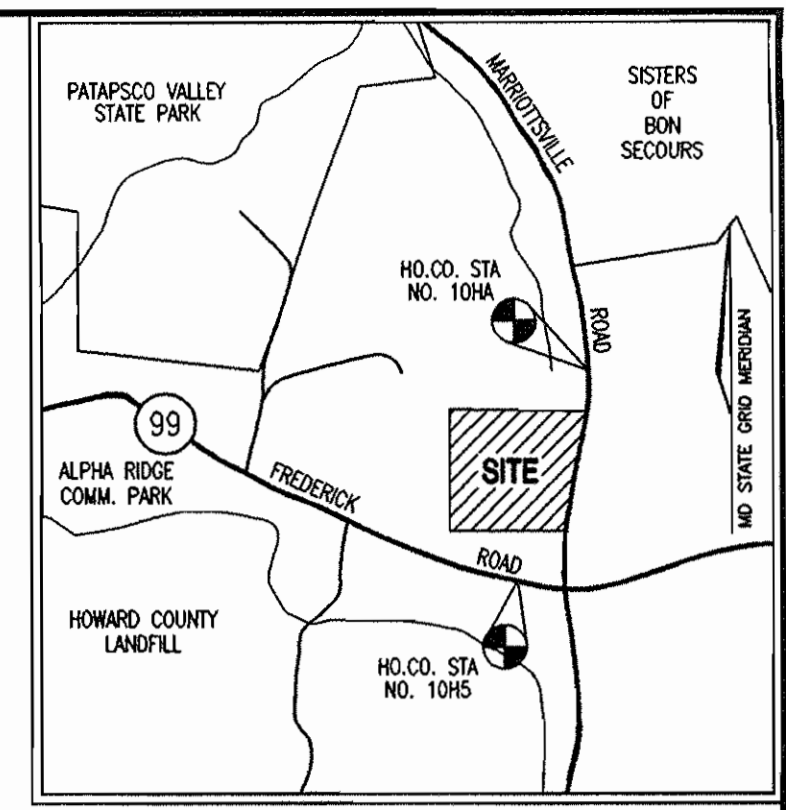 PATAPSCO VALLEY
STATE PARK
MARRIOTTSVILLE
SISTERS
OF
BON
SECOURS
HO.CO. STA
NO. 10HA
ROAD
MD STATE GRID MERIDIAN
99
SITE
ALPHA RIDGE
COMM. PARK
FREDERICK
ROAD
HOWARD COUNTY
LANDFILL
HO.CO. STA
NO. 10H5